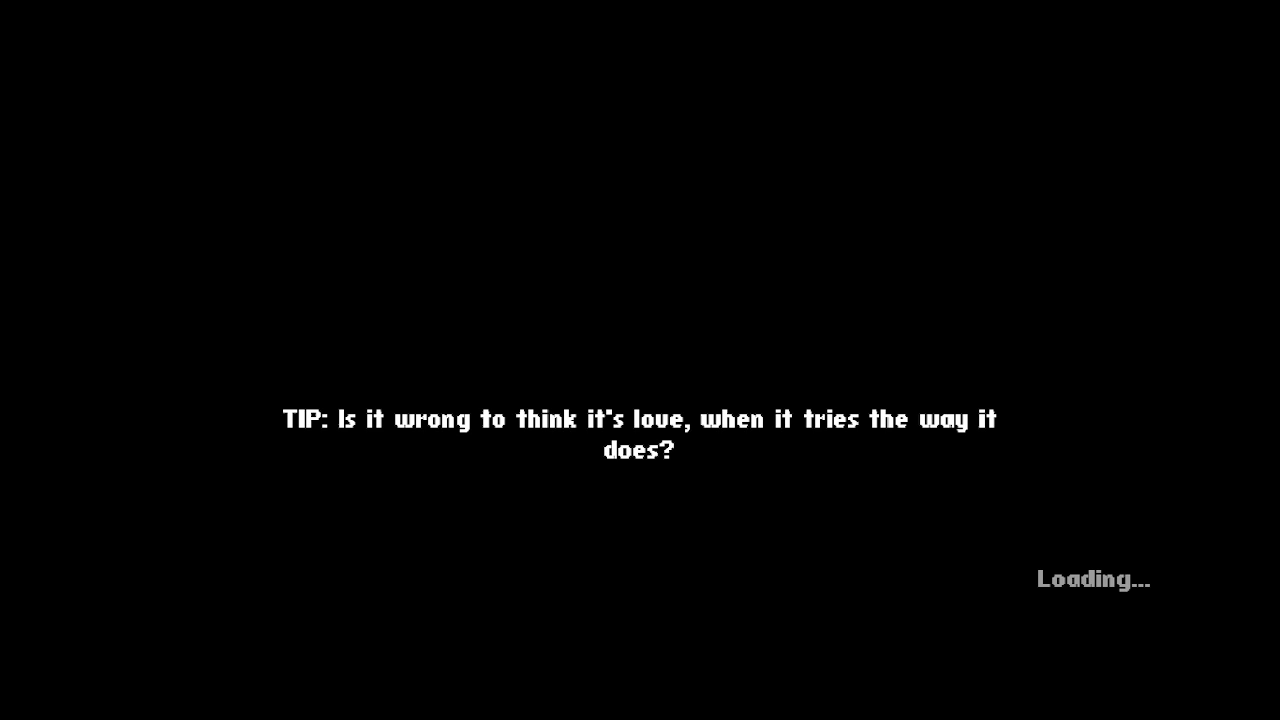 TIP: Is it wrong to think it's love, when it tries the way it
does?
Loading...